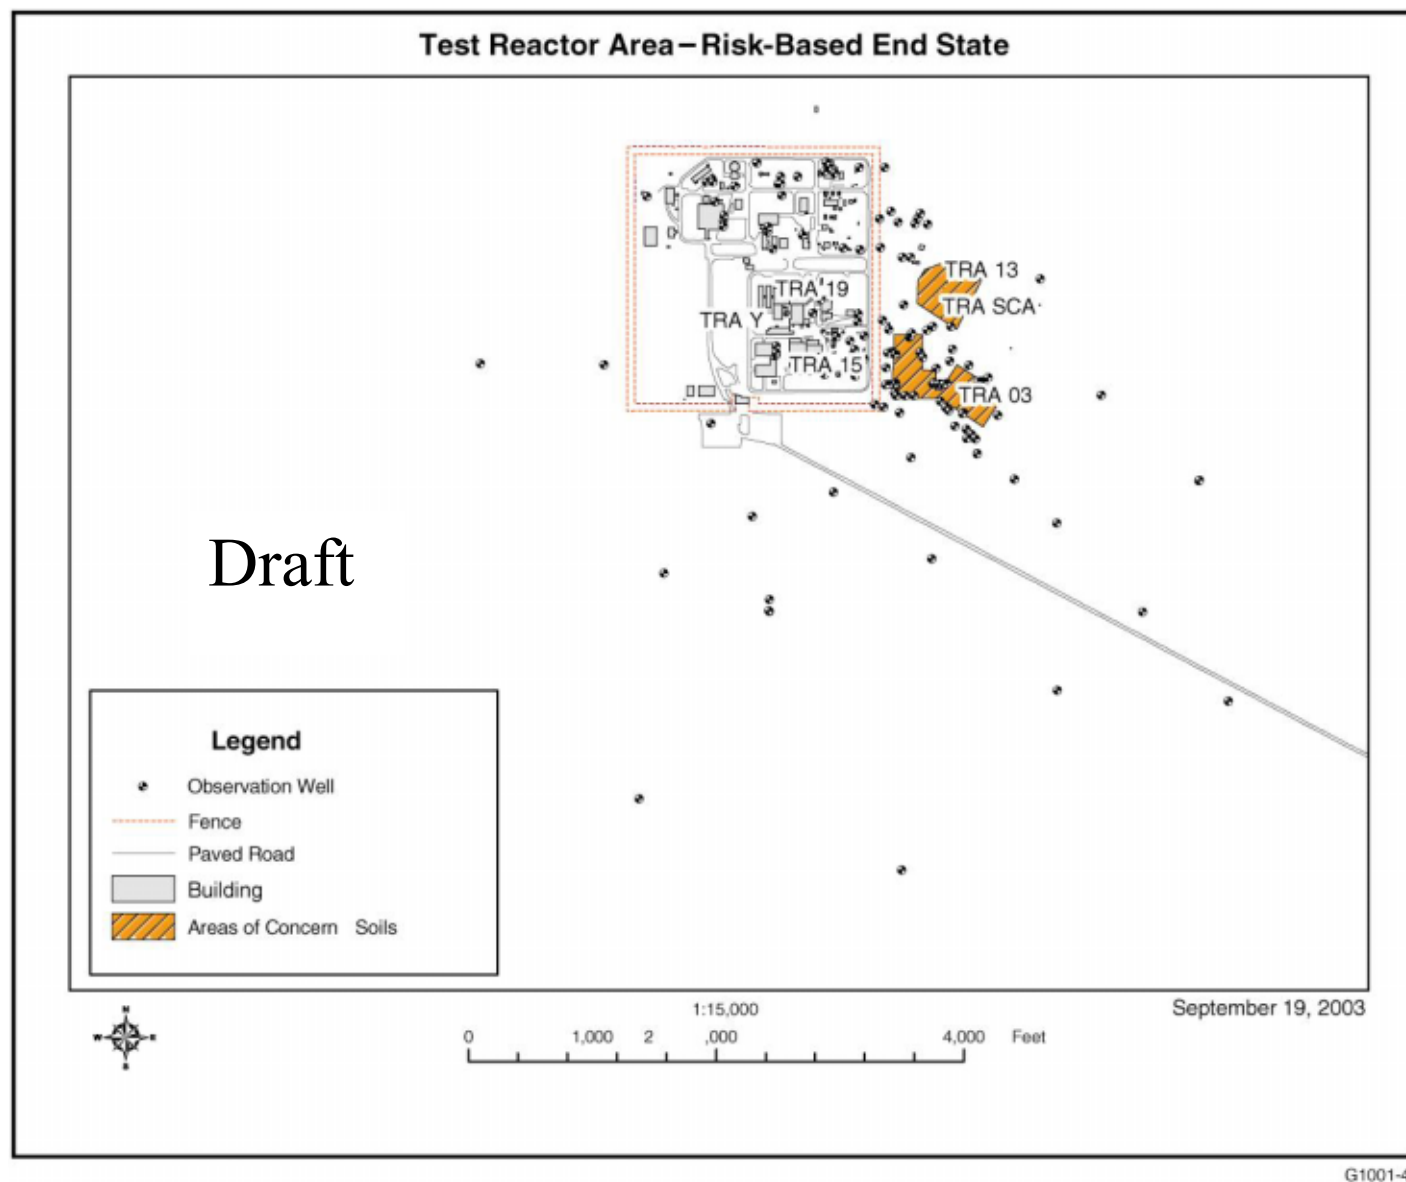 Test Reactor Area–Risk-Based End State
TRA 13
TRA SCA
TRA 19
TRA Y
TRA 15
TRA 03
Draft
Legend
Observation Well
Fence
Paved Road
Building
Areas of Concern Soils
N
W E
S
1:15,000
September 19, 2003
0 1,000 2 ,000 4,000 Feet
G1001-4